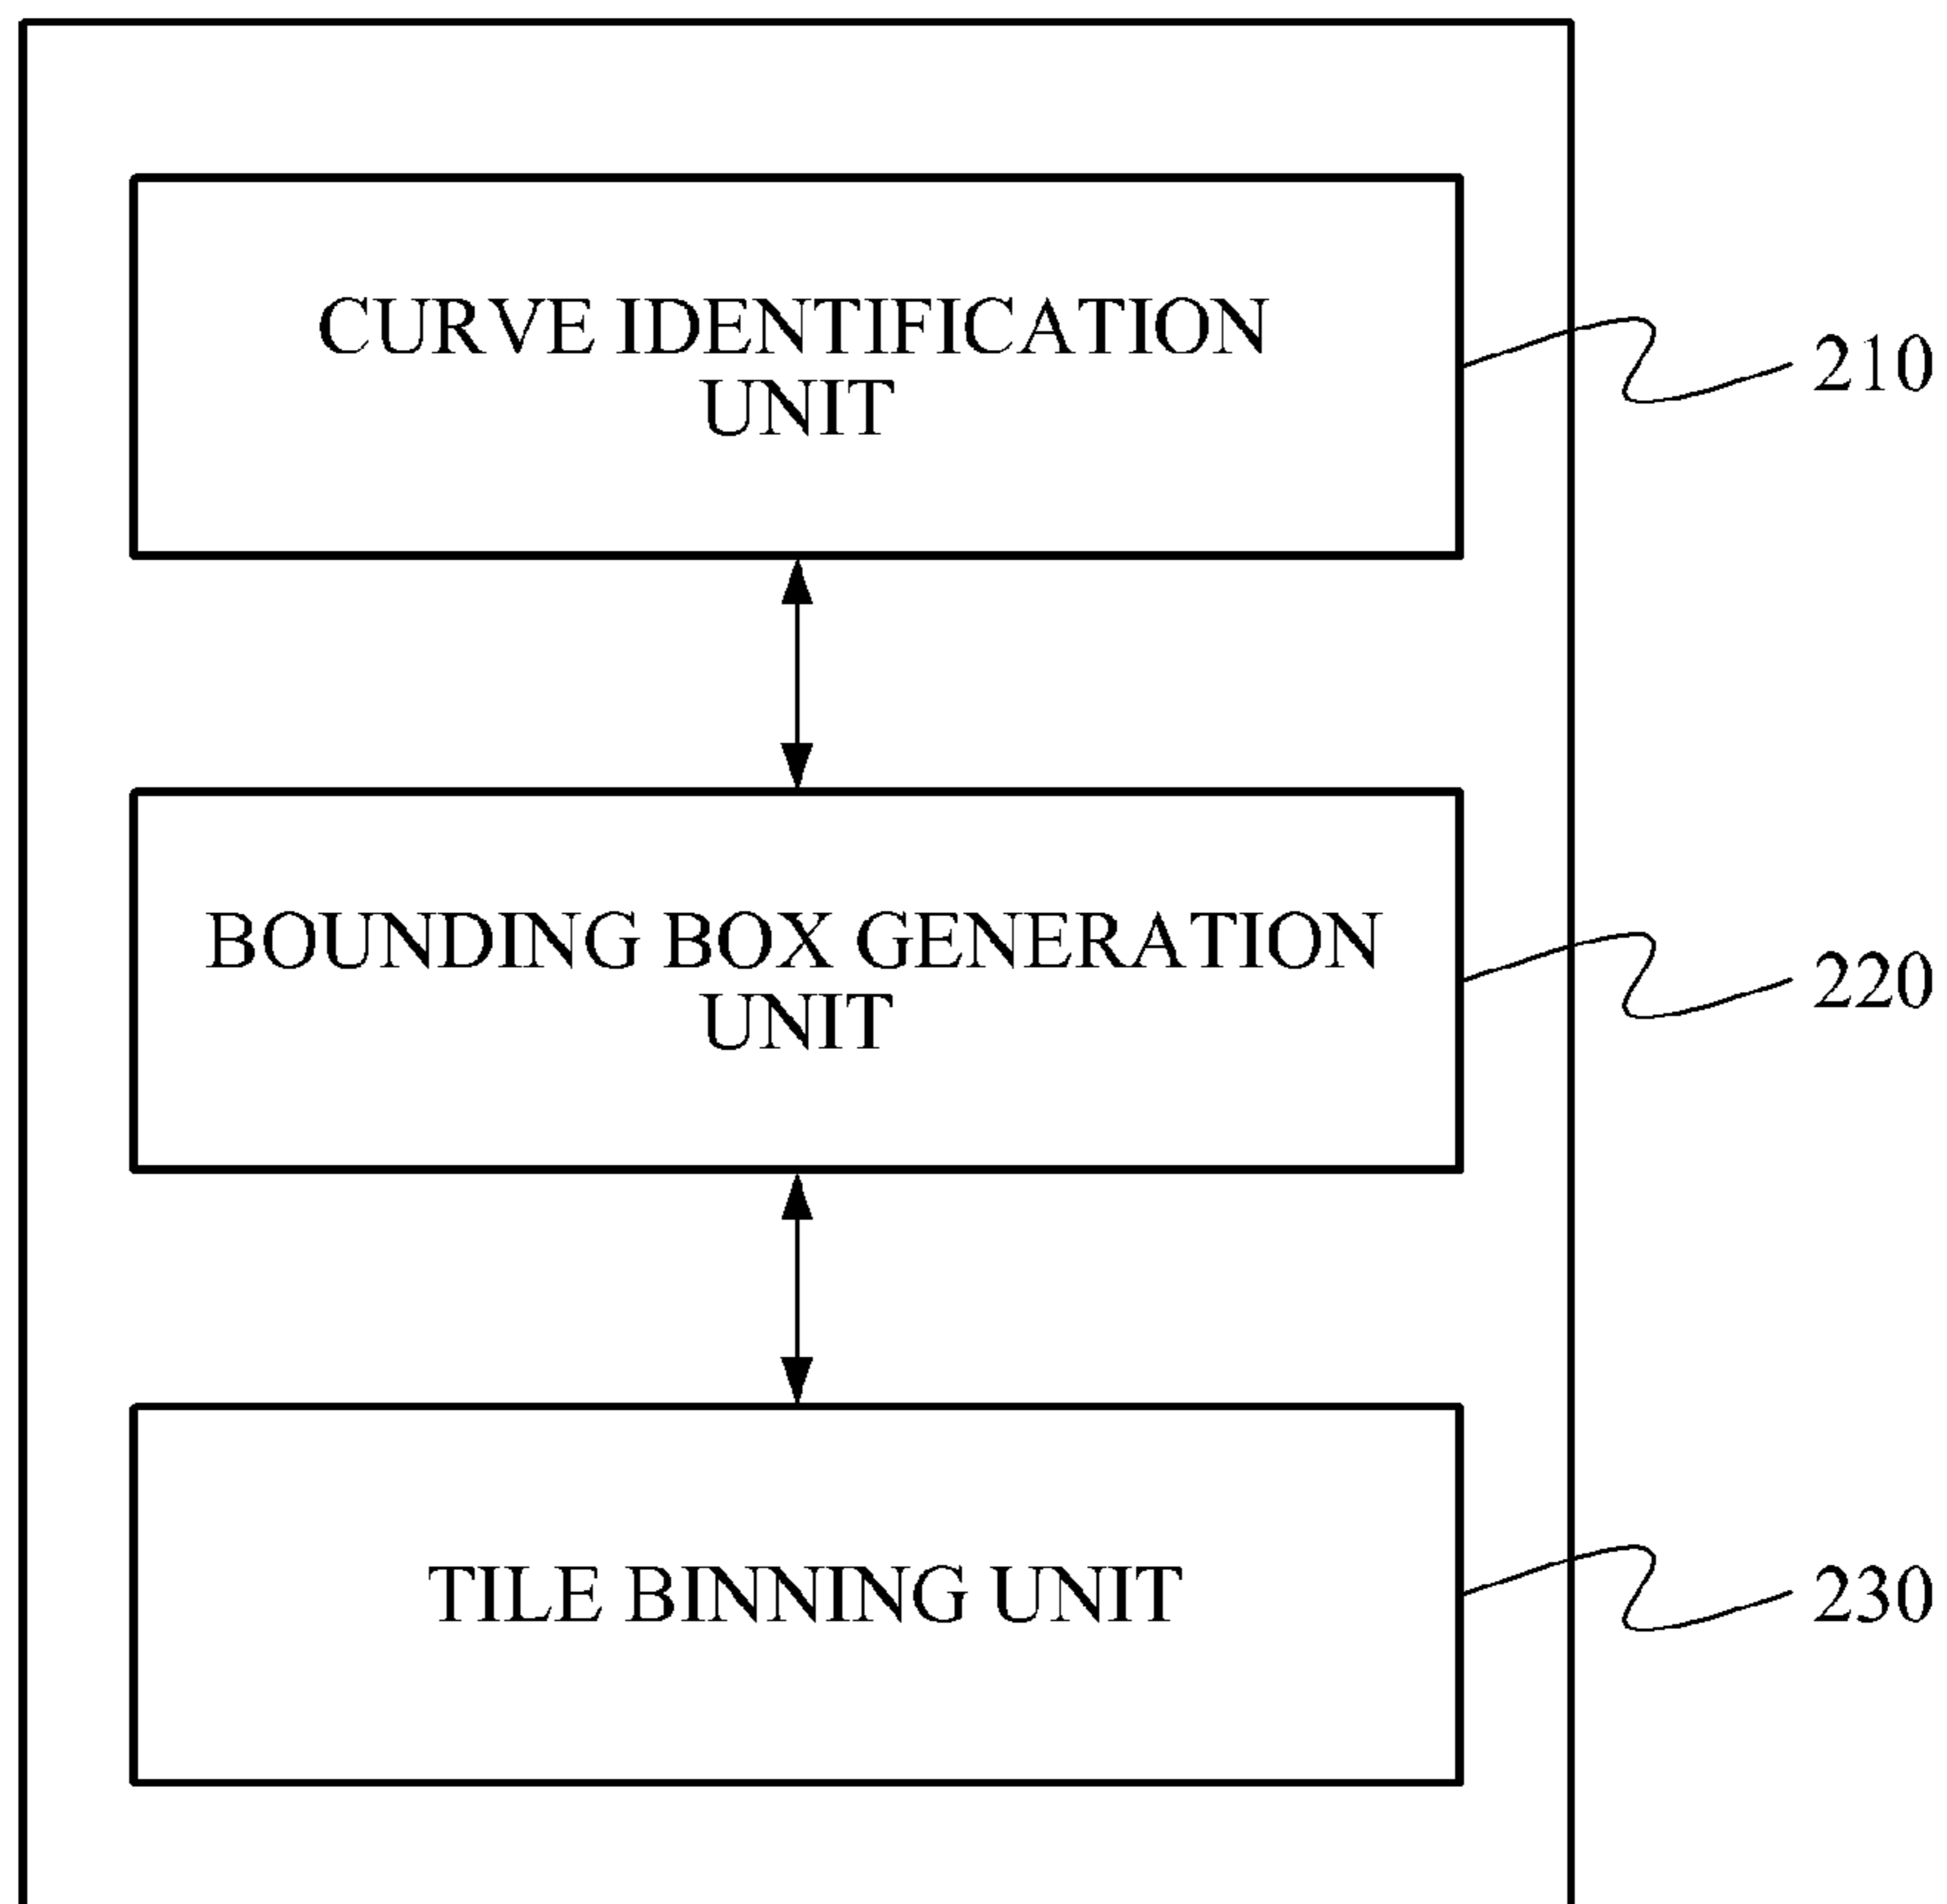 CURVE IDENTIFICATION
UNIT
210
BOUNDING BOX GENERATION
UNIT
220
TILE BINNING UNIT
230